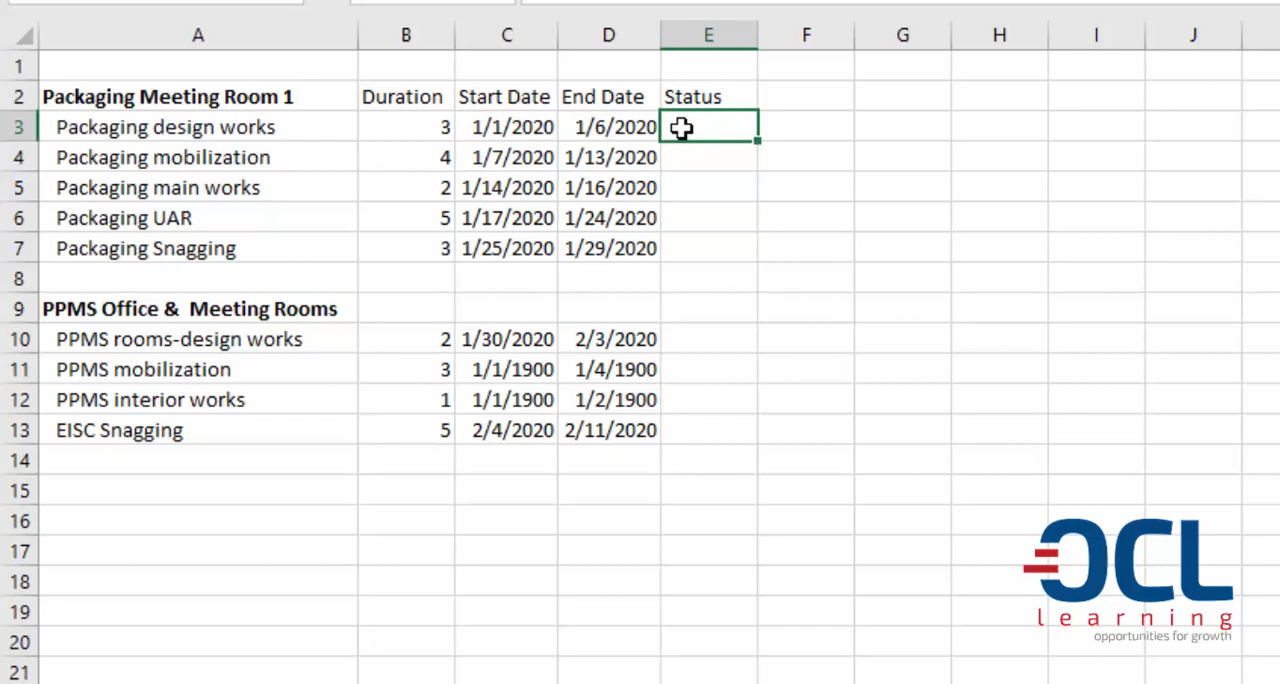 A B C D E F G H I J
1
2 Packaging Meeting Room 1 Duration Start Date End Date Status
3 Packaging design works 3 1/1/2020 1/6/2020
4 Packaging mobilization 4 1/7/2020 1/13/2020
5 Packaging main works 2 1/14/2020 1/16/2020
6 Packaging UAR 5 1/17/2020 1/24/2020
7 Packaging Snagging 3 1/25/2020 1/29/2020
8
9 PPMS Office &  Meeting Rooms
10 PPMS rooms-design works 2 1/30/2020 2/3/2020
11 PPMS mobilization 3 1/1/1900 1/4/1900
12 PPMS interior works 1 1/1/1900 1/2/1900
13 EISC Snagging 5 2/4/2020 2/11/2020
14
15
16
17
18
19
20
21
OCL
learning
opportunities for growth